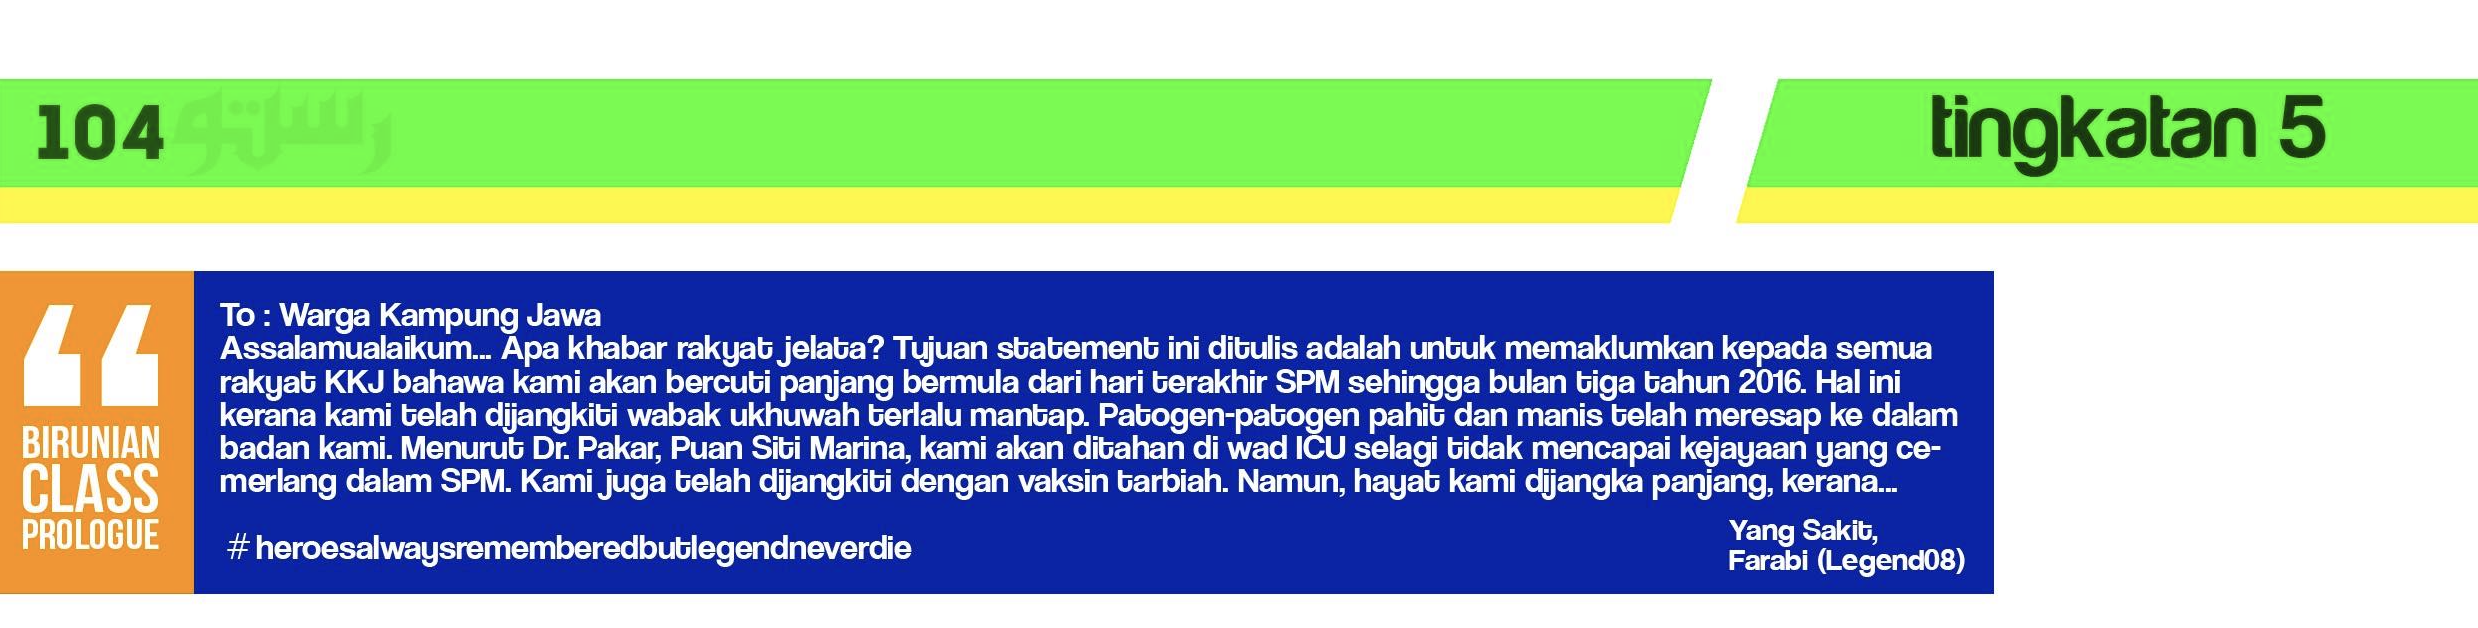 104 رستو
tingkatan 5
BIRUNIAN
CLASS
PROLOGUE
To : Warga Kampung Jawa
Assalamualaikum... Apa khabar rakyat jelata? Tujuan statement ini ditulis adalah untuk memaklumkan kepada semua
rakyat KKJ bahawa kami akan bercuti panjang bermula dari hari terakhir SPM sehingga bulan tiga tahun 2016. Hal ini
kerana kami telah dijangkiti wabak ukhuwah terlalu mantap. Patogen-patogen pahit dan manis telah meresap ke dalam
badan kami. Menurut Dr. Pakar, Puan Siti Marina, kami akan ditahan di wad ICU selagi tidak mencapai kejayaan yang ce-
merlang dalam SPM. Kami juga telah dijangkiti dengan vaksin tarbiah. Namun, hayat kami dijangka panjang, kerana...
#heroesalwaysrememberedbutlegendneverdie
Yang Sakit,
Farabi (Legend08)